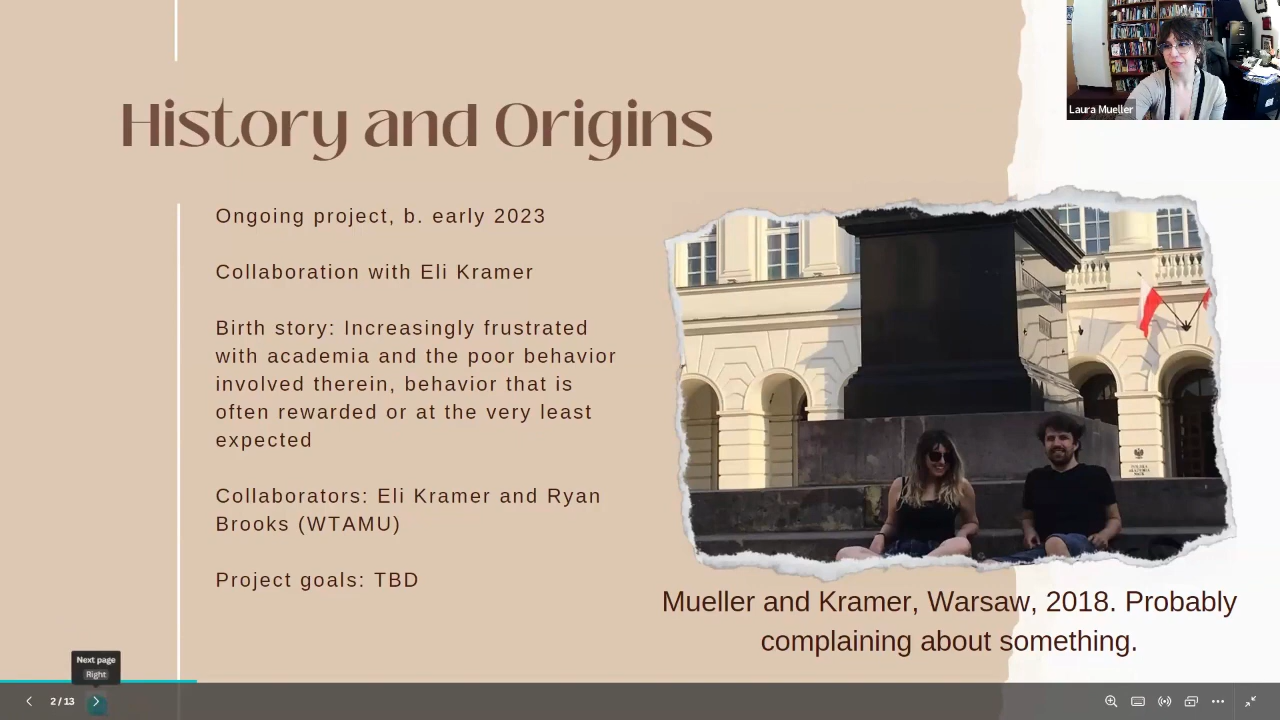 Laura Mueller
History and Origins
Ongoing project, b. early 2023
Collaboration with Eli Kramer
Birth story: Increasingly frustrated
with academia and the poor behavior
involved therein, behavior that is
often rewarded or at the very least
expected
Collaborators: Eli Kramer and Ryan
Brooks (WTAMU)
Project goals: TBD
Mueller and Kramer, Warsaw, 2018. Probably
complaining about something.
Next page
Right
2 / 13